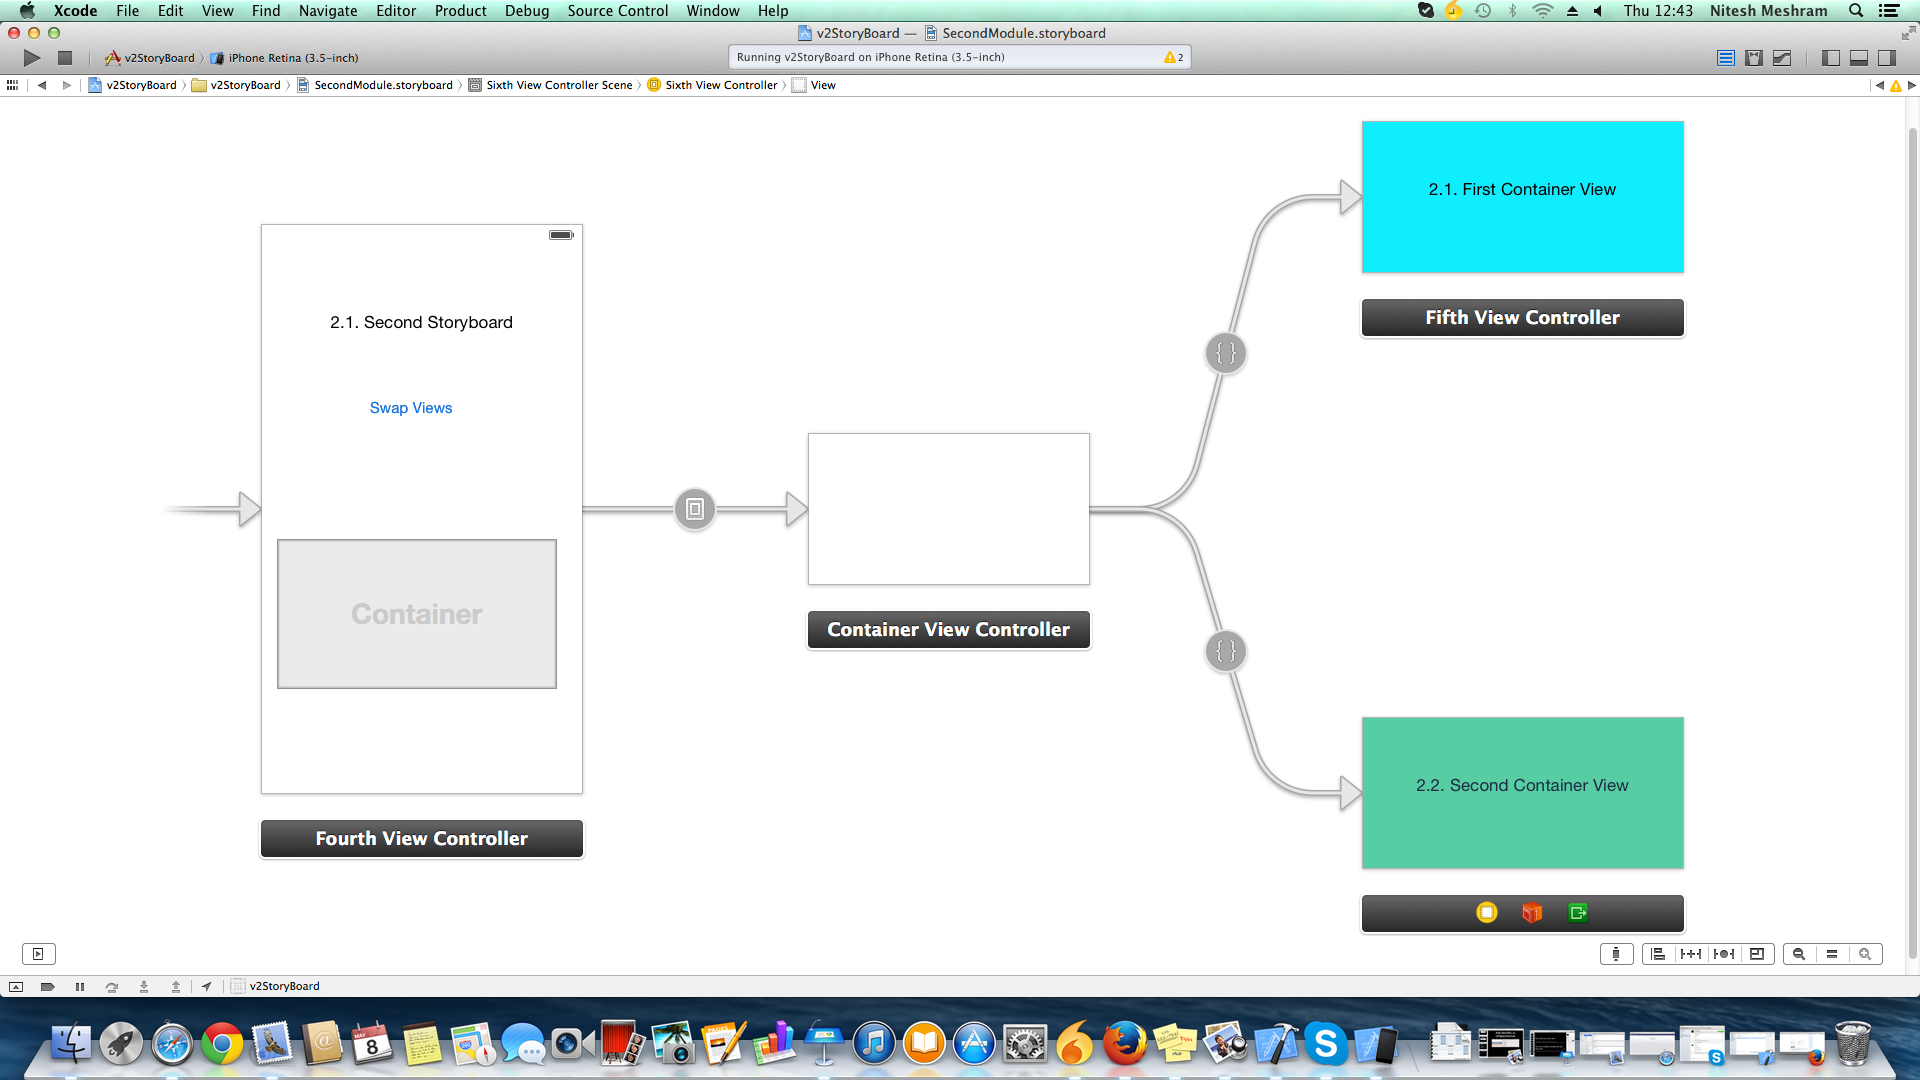 Xcode File Edit View Find Navigate Editor Product Debug Source Control Window Help Thu 12:43 Nitesh Meshram
v2StoryBoard — SecondModule.storyboard
v2StoryBoard iPhone Retina (3.5-inch) Running v2StoryBoard on iPhone Retina (3.5-inch) 2
v2StoryBoard v2StoryBoard SecondModule.storyboard Sixth View Controller Scene Sixth View Controller View
2.1. First Container View
Fifth View Controller
2.1. Second Storyboard
Swap Views
Container
Container View Controller
2.2. Second Container View
Fourth View Controller
v2StoryBoard
MAY
8
PAGES